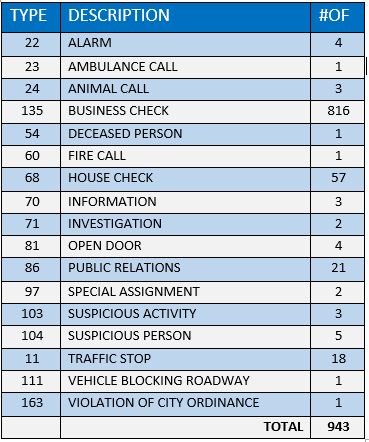 TYPE DESCRIPTION #OF
22 ALARM 4
23 AMBULANCE CALL 1
24 ANIMAL CALL 3
135 BUSINESS CHECK 816
54 DECEASED PERSON 1
60 FIRE CALL 1
68 HOUSE CHECK 57
70 INFORMATION 3
71 INVESTIGATION 2
81 OPEN DOOR 4
86 PUBLIC RELATIONS 21
97 SPECIAL ASSIGNMENT 2
103 SUSPICIOUS ACTIVITY 3
104 SUSPICIOUS PERSON 5
11 TRAFFIC STOP 18
111 VEHICLE BLOCKING ROADWAY 1
163 VIOLATION OF CITY ORDINANCE 1
TOTAL 943